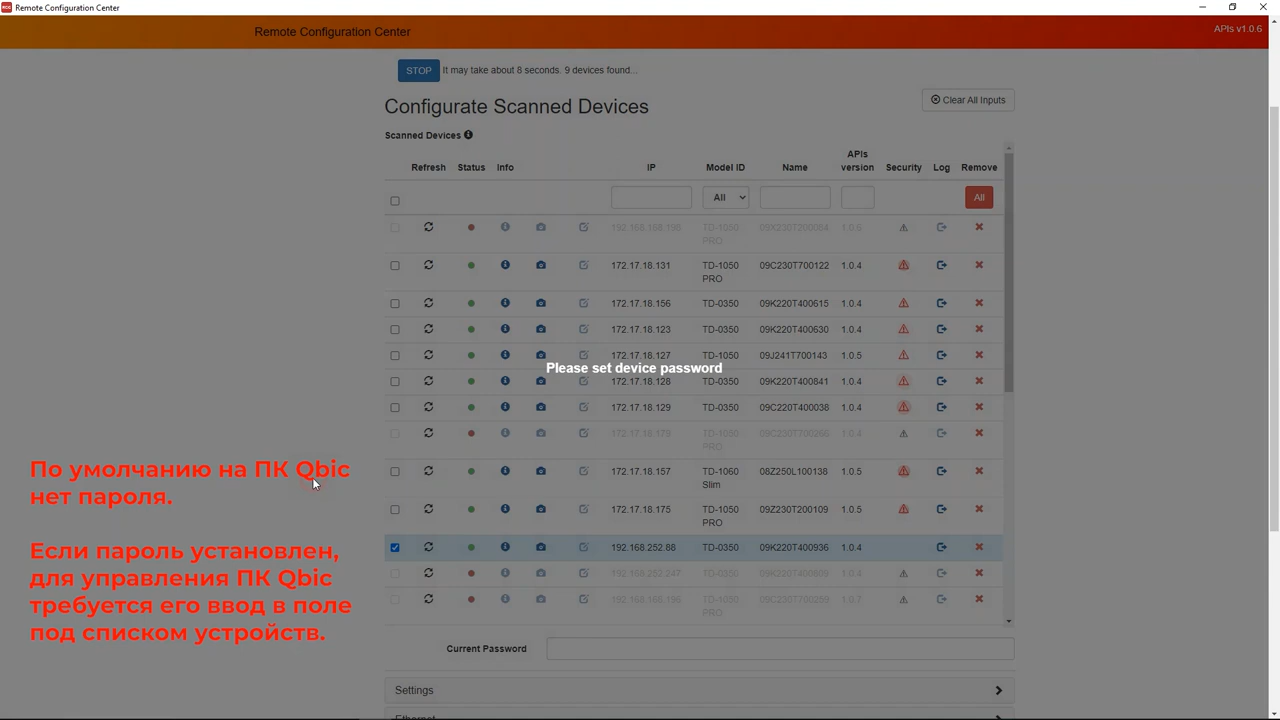 Remote Configuration Center
Remote Configuration Center
APIs v1.0.6
STOP It may take about 8 seconds. 9 devices found...
Configurate Scanned Devices
Clear All Inputs
Scanned Devices
Refresh Status Info IP Model ID Name APIs version Security Log Remove
All All
192.168.168.198 TD-1050 PRO 1.0.6
172.17.18.131 TD-1050 PRO 09C230T700122 1.0.4
172.17.18.156 TD-0350 09K220T400615 1.0.4
172.17.18.123 TD-0350 09K220T400630 1.0.4
172.17.18.127 TD-1050 09J241T700143 1.0.5
Please set device password
172.17.18.128 TD-0350 09K220T400841 1.0.4
172.17.18.129 TD-0350 09C220T400038 1.0.4
172.17.18.179 TD-1050 PRO 1.0.4
172.17.18.157 TD-1060 Slim 08Z250L100138 1.0.5
172.17.18.175 TD-1050 PRO 09Z230T200109 1.0.5
192.168.252.88 TD-0350 09K220T400936 1.0.4
192.168.252.247 TD-0350 1.0.4
192.168.168.196 TD-1050 PRO 1.0.7
По умолчанию на ПК Qbic
нет пароля.
Если пароль установлен,
для управления ПК Qbic
требуется его ввод в поле
под списком устройств.
Current Password
Settings
Ethernet